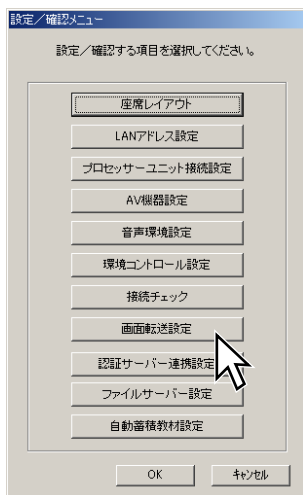 設定／確認メニュー
設定／確認する項目を選択してください。
座席レイアウト
LANアドレス設定
プロセッサーユニット接続設定
AV機器設定
音声環境設定
環境コントロール設定
接続チェック
画面転送設定
認証サーバー連携設定
ファイルサーバー設定
自動蓄積教材設定
OK
キャンセル